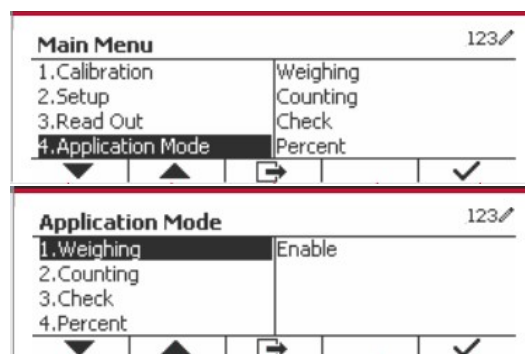 Main Menu 123
1.Calibration Weighing
2.Setup Counting
3.Read Out Check
4.Application Mode Percent
Application Mode 123
1.Weighing Enable
2.Counting
3.Check
4.Percent